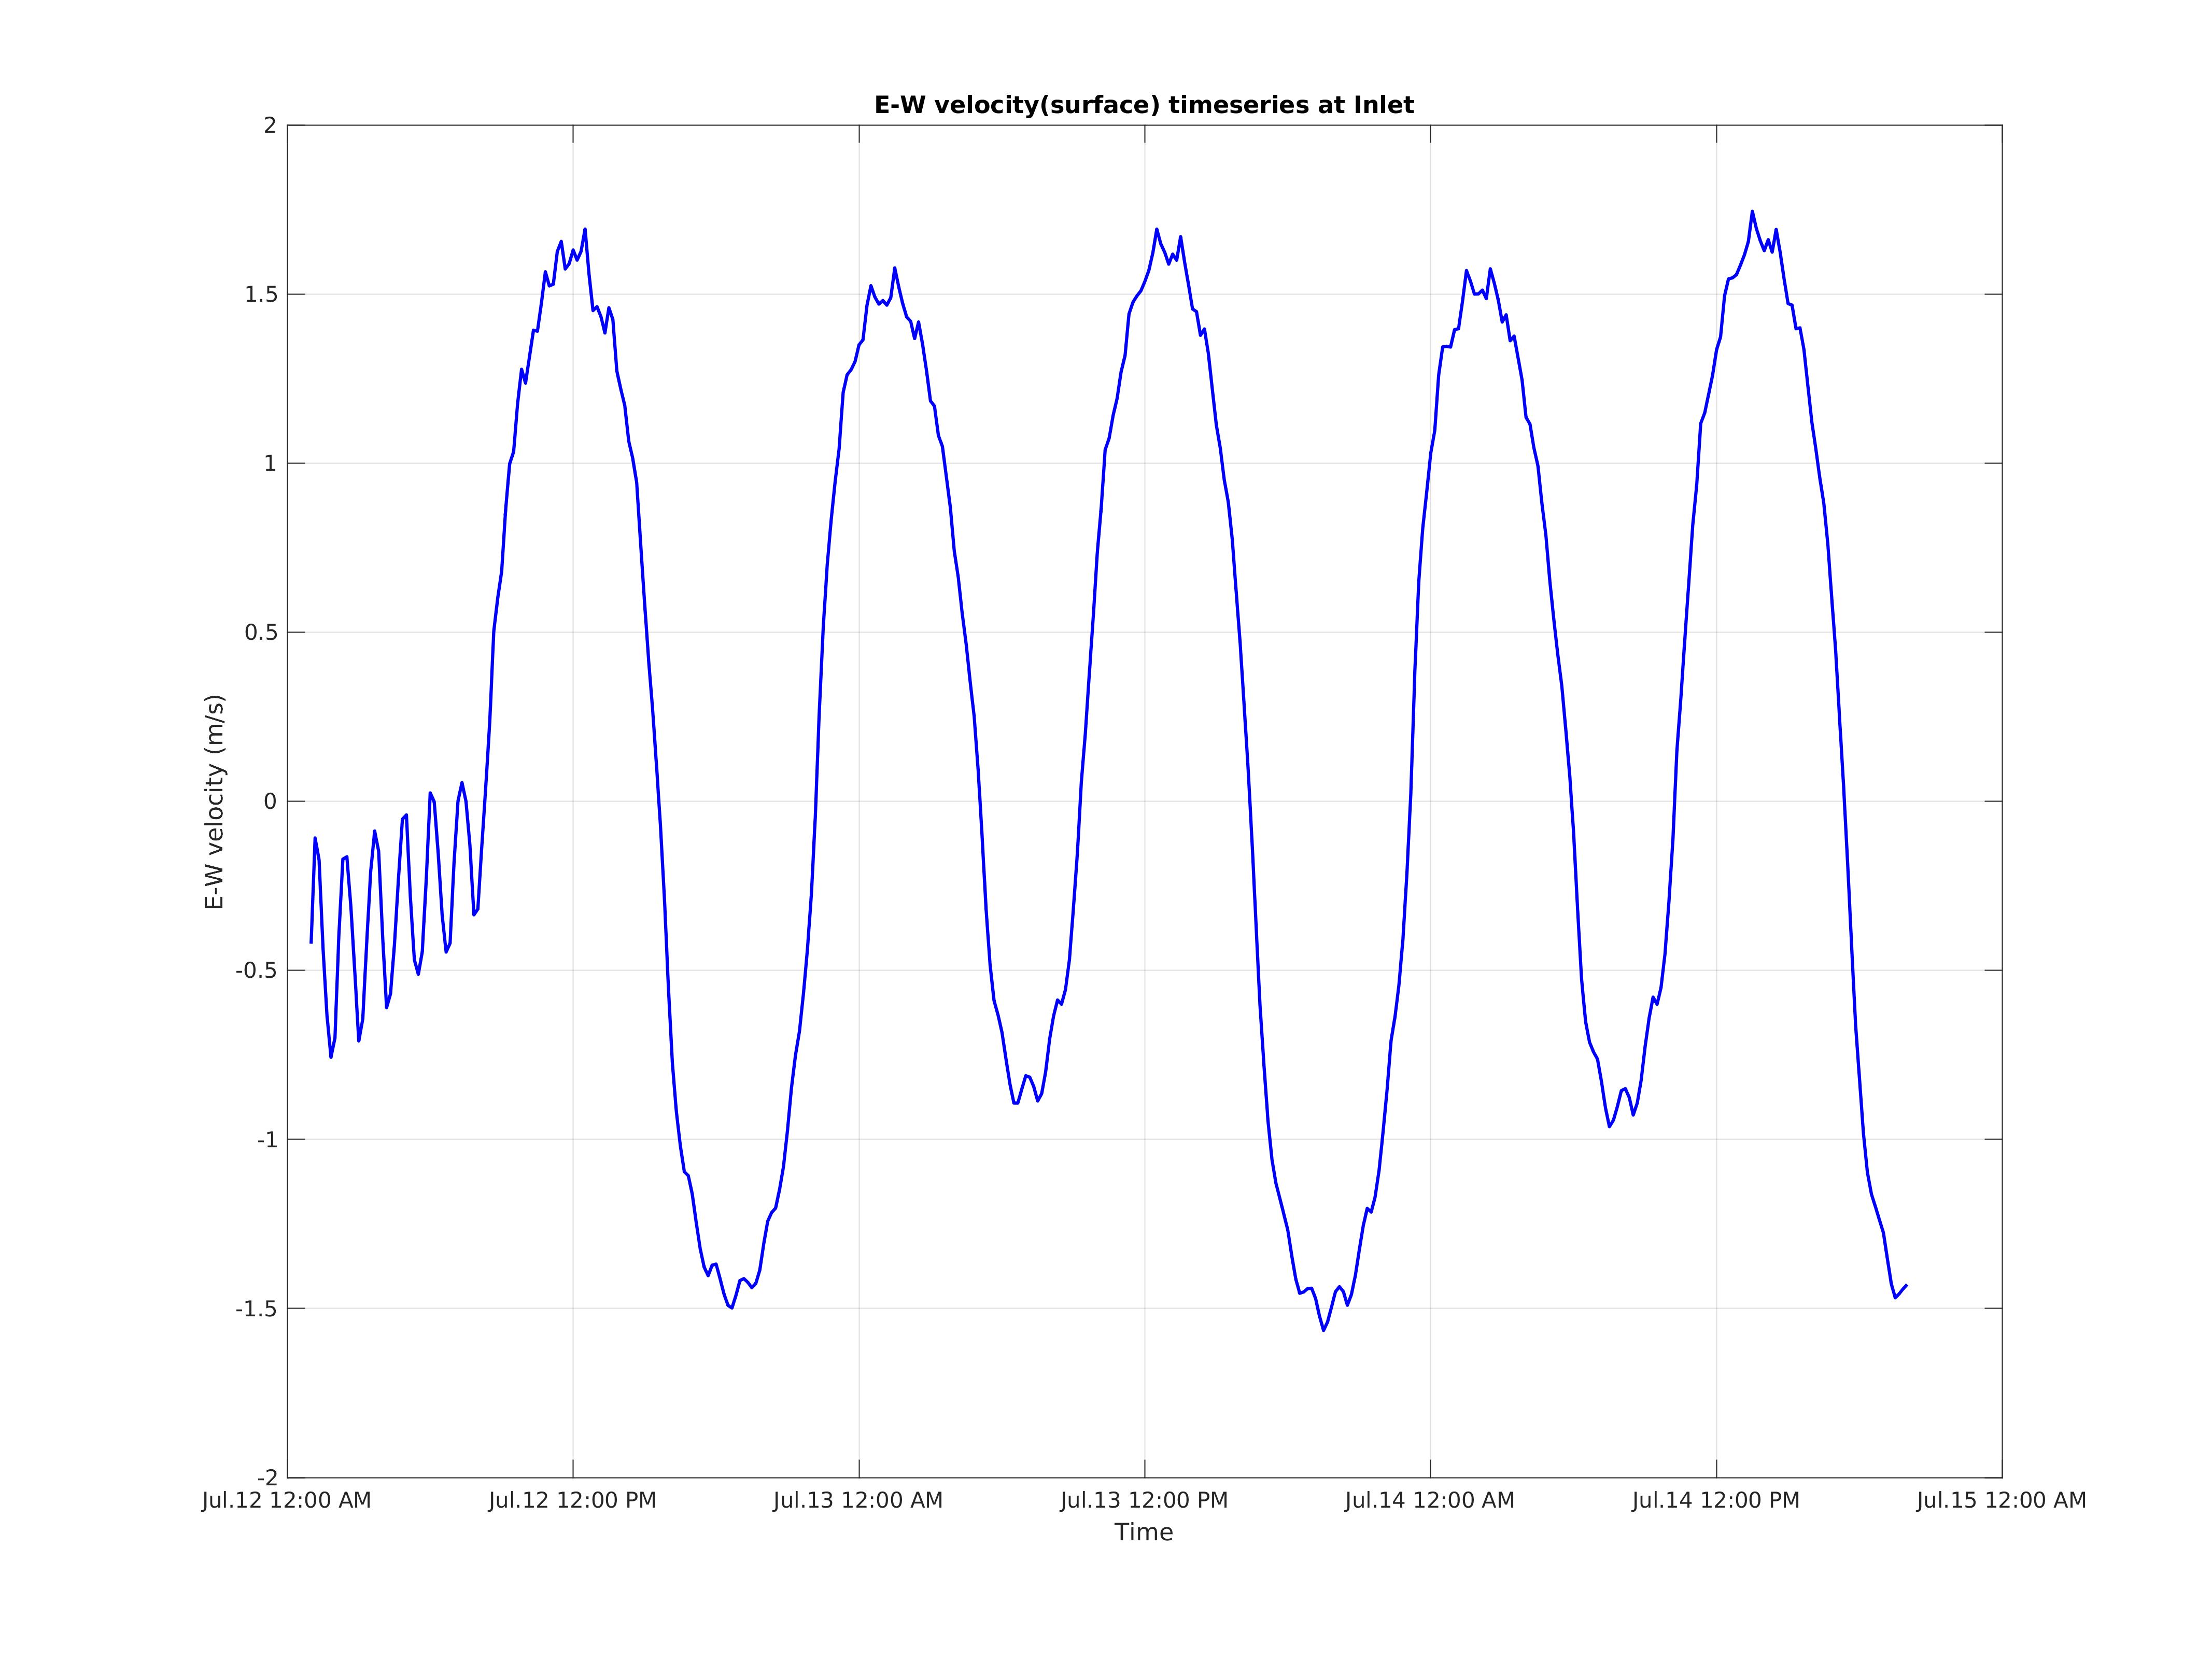 E-W velocity(surface) timeseries at Inlet
2
1.5
1
0.5
0
-0.5
-1
-1.5
-2
E-W velocity (m/s)
Jul.12 12:00 AM
Jul.12 12:00 PM
Jul.13 12:00 AM
Jul.13 12:00 PM
Jul.14 12:00 AM
Jul.14 12:00 PM
Jul.15 12:00 AM
Time